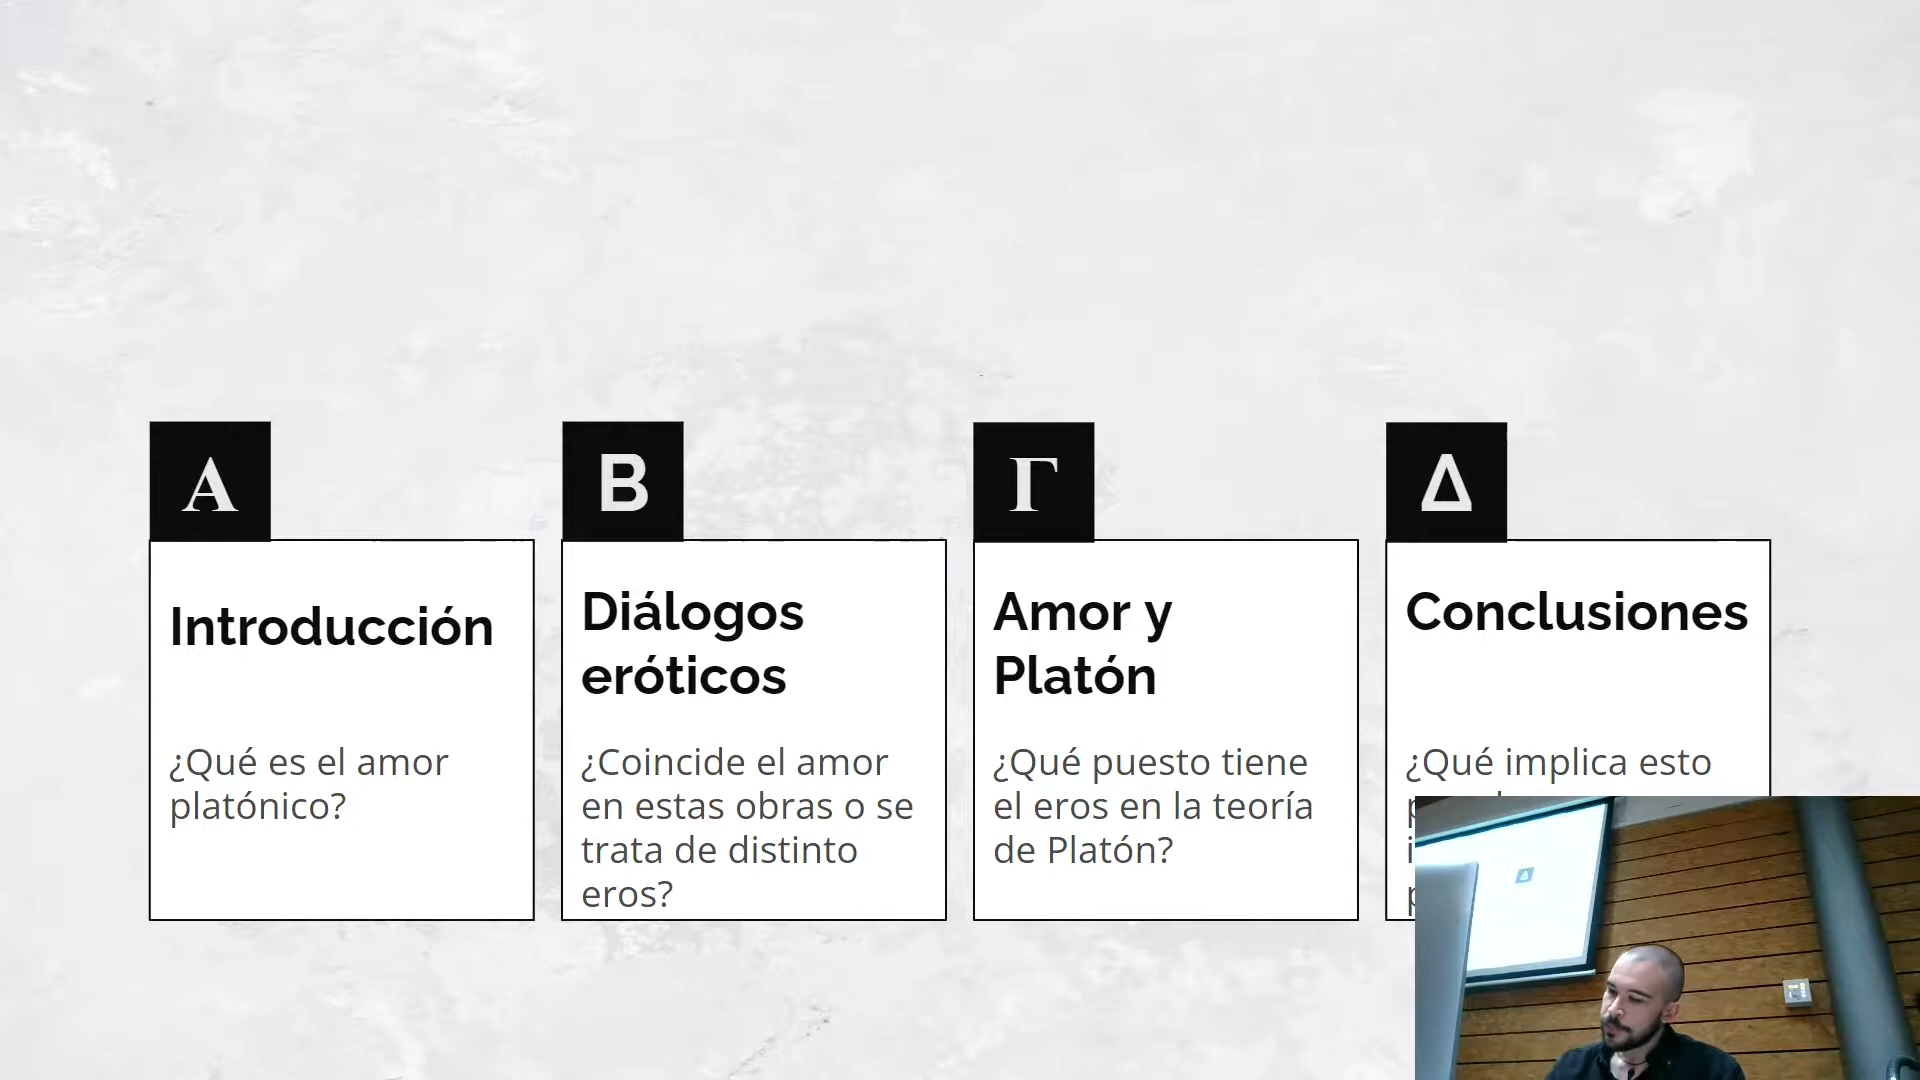 Α
Introducción
¿Qué es el amor
platónico?
Β
Diálogos
eróticos
¿Coincide el amor
en estas obras o se
trata de distinto
eros?
Γ
Amor y
Platón
¿Qué puesto tiene
el eros en la teoría
de Platón?
Δ
Conclusiones
¿Qué implica esto